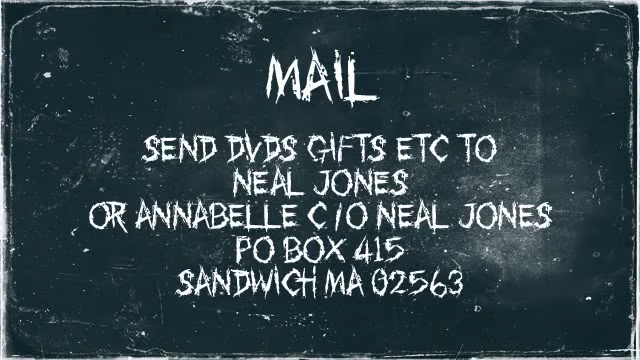 MAIL
SEND DVDS GIFTS ETC TO
NEAL JONES
OR ANNABELLE C/O NEAL JONES
PO BOX 415
SANDWICH MA 02563